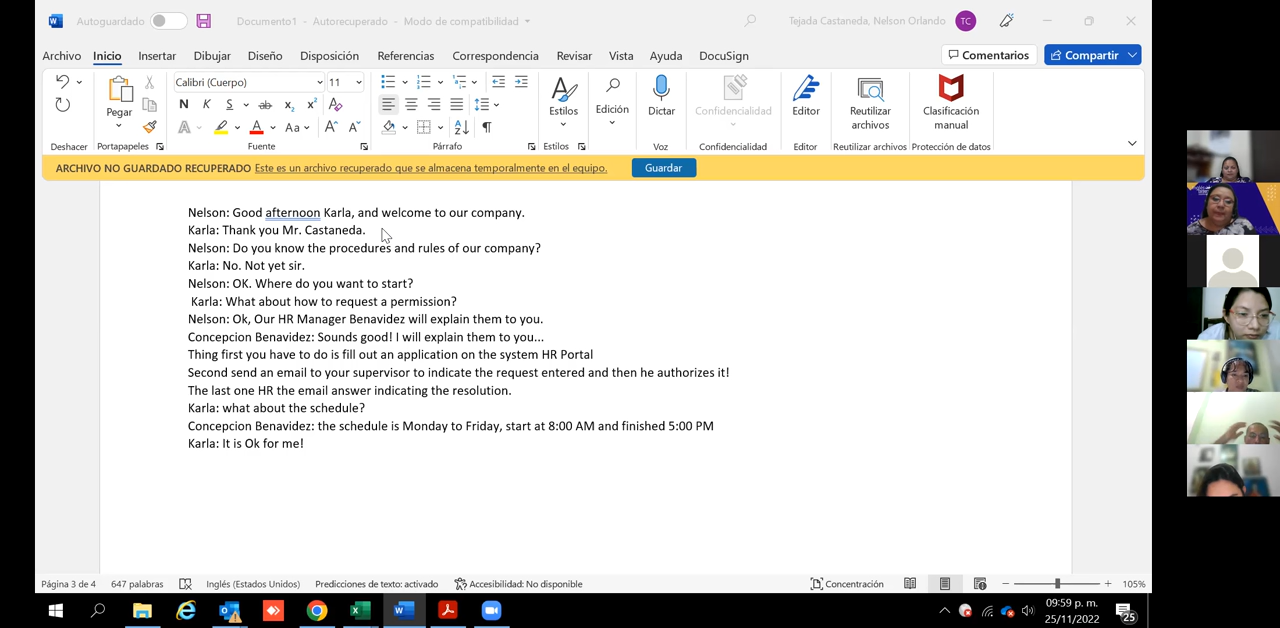 Autoguardado
Documento1 - Autorecuperado - Modo de compatibilidad
Tejada Castaneda, Nelson Orlando
TC
Archivo Inicio Insertar Dibujar Diseño Disposición Referencias Correspondencia Revisar Vista Ayuda DocuSign
Comentarios
Compartir
Calibri (Cuerpo) 11
Pegar
N K S ab x₂ x²
A A Aa A A
Estilos
Edición
Dictar
Confidencialidad
Editor
Reutilizar archivos
Clasificación manual
Deshacer Portapapeles Fuente Párrafo Estilos Voz Confidencialidad Editor Reutilizar archivos Protección de datos
ARCHIVO NO GUARDADO RECUPERADO Este es un archivo recuperado que se almacena temporalmente en el equipo. Guardar
Nelson: Good afternoon Karla, and welcome to our company.
Karla: Thank you Mr. Castaneda.
Nelson: Do you know the procedures and rules of our company?
Karla: No. Not yet sir.
Nelson: OK. Where do you want to start?
Karla: What about how to request a permission?
Nelson: Ok, Our HR Manager Benavidez will explain them to you.
Concepcion Benavidez: Sounds good! I will explain them to you...
Thing first you have to do is fill out an application on the system HR Portal
Second send an email to your supervisor to indicate the request entered and then he authorizes it!
The last one HR the email answer indicating the resolution.
Karla: what about the schedule?
Concepcion Benavidez: the schedule is Monday to Friday, start at 8:00 AM and finished 5:00 PM
Karla: It is Ok for me!
Página 3 de 4 647 palabras Inglés (Estados Unidos) Predicciones de texto: activado Accesibilidad: No disponible Concentración 105%
09:59 p. m.
25/11/2022
25